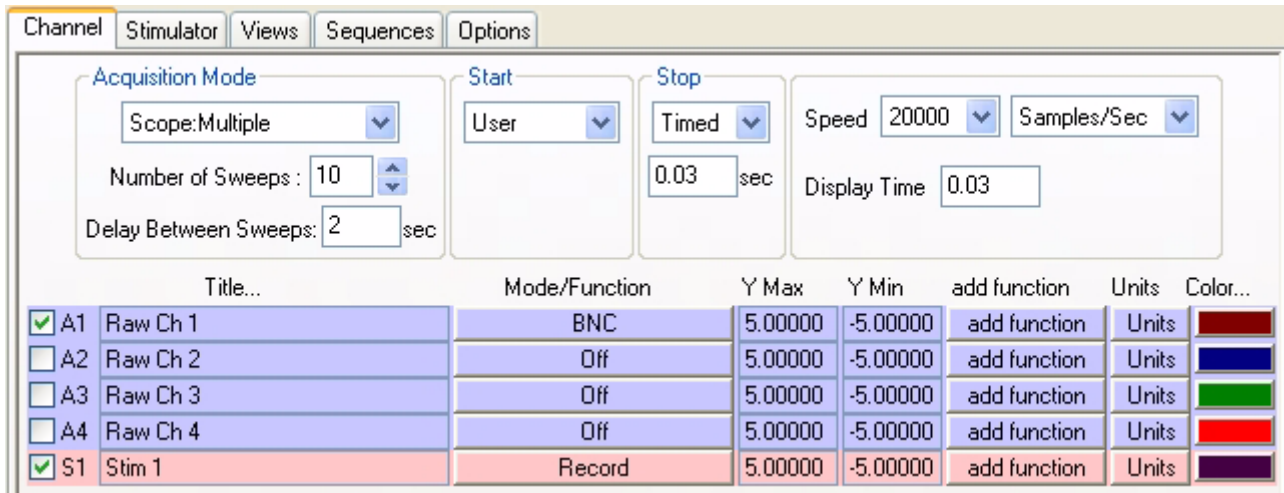 Channel Stimulator Views Sequences Options
Acquisition Mode Start Stop
Scope:Multiple User Timed Speed 20000 Samples/Sec
Number of Sweeps : 10 0.03 sec Display Time 0.03
Delay Between Sweeps: 2 sec
Title... Mode/Function Y Max Y Min add function Units Color...
A1 Raw Ch 1 BNC 5.00000 -5.00000 add function Units
A2 Raw Ch 2 Off 5.00000 -5.00000 add function Units
A3 Raw Ch 3 Off 5.00000 -5.00000 add function Units
A4 Raw Ch 4 Off 5.00000 -5.00000 add function Units
S1 Stim 1 Record 5.00000 -5.00000 add function Units